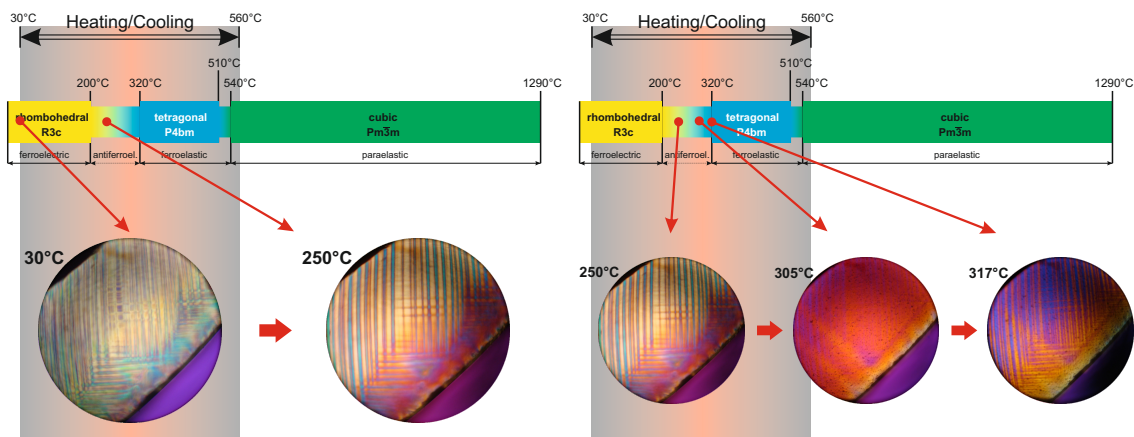 Heating/Cooling
30°C
560°C
510°C
200°C
320°C
540°C
1290°C
rhombohedral
R3c
tetragonal
P4bm
cubic
Pm3̅m
ferroelectric
antiferroel.
ferroelastic
paraelastic
30°C
250°C
Heating/Cooling
30°C
560°C
510°C
200°C
320°C
540°C
1290°C
rhombohedral
R3c
tetragonal
P4bm
cubic
Pm3̅m
ferroelectric
antiferroel.
ferroelastic
paraelastic
250°C
305°C
317°C